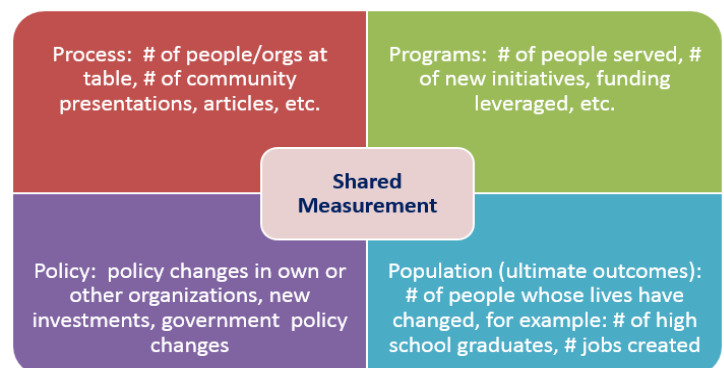 Process: # of people/orgs at
table, # of community
presentations, articles, etc.
Programs: # of people served, #
of new initiatives, funding
leveraged, etc.
Shared
Measurement
Policy: policy changes in own or
other organizations, new
investments, government policy
changes
Population (ultimate outcomes):
# of people whose lives have
changed, for example: # of high
school graduates, # jobs created